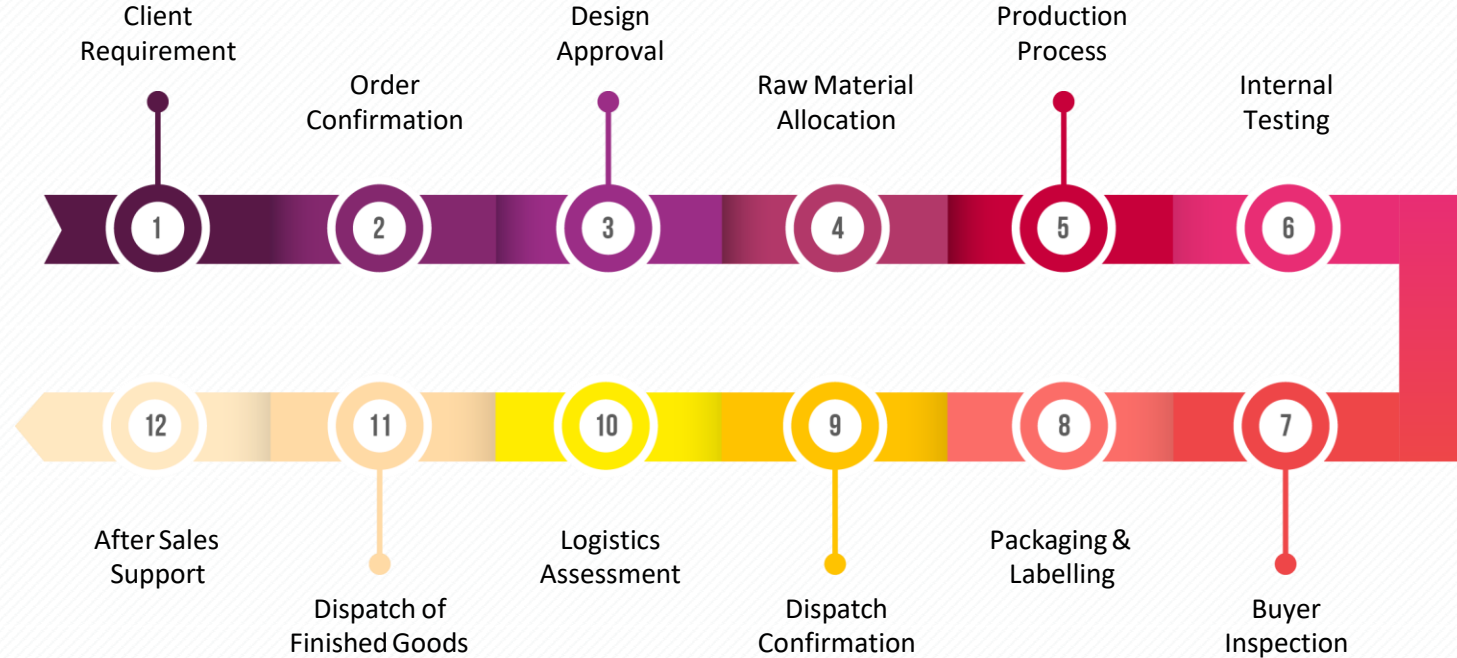 Client
Requirement
1
Order
Confirmation
2
Design
Approval
3
Raw Material
Allocation
4
Production
Process
5
Internal
Testing
6
7
Buyer
Inspection
8
Packaging &
Labelling
9
Dispatch
Confirmation
10
Logistics
Assessment
11
Dispatch of
Finished Goods
12
After Sales
Support